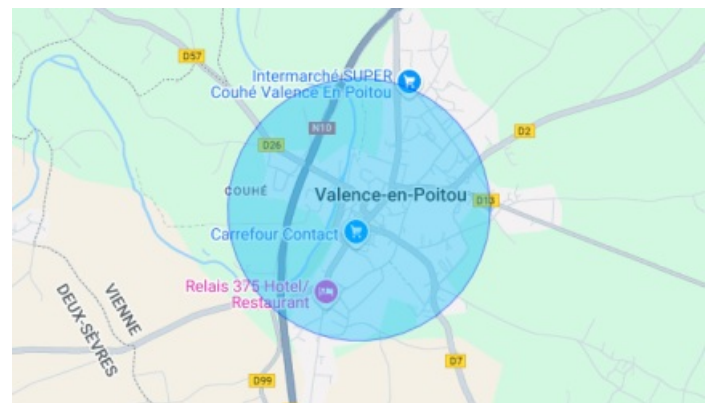 D57
Intermarché SUPER
Couhé Valence En Poitou
N10
D2
D26
COUHÉ
Valence-en-Poitou
D13
Carrefour Contact
Relais 375 Hotel/
Restaurant
VIENNE
DEUX-SÈVRES
D7
D99